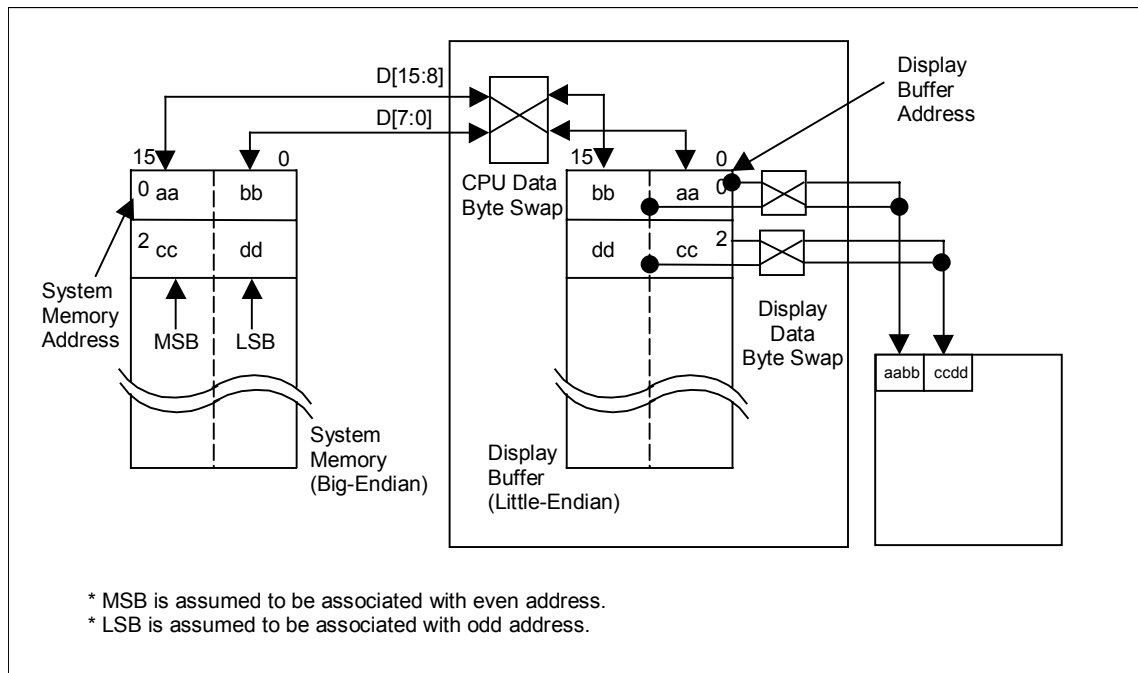 D[15:8]
D[7:0]
Display
Buffer
Address
15
0
CPU Data
Byte Swap
15
0
0 aa
bb
2 cc
dd
bb
aa
0
dd
cc
2
System
Memory
Address
MSB
LSB
Display
Data
Byte Swap
aabb
ccdd
System
Memory
(Big-Endian)
Display
Buffer
(Little-Endian)
* MSB is assumed to be associated with even address.
* LSB is assumed to be associated with odd address.